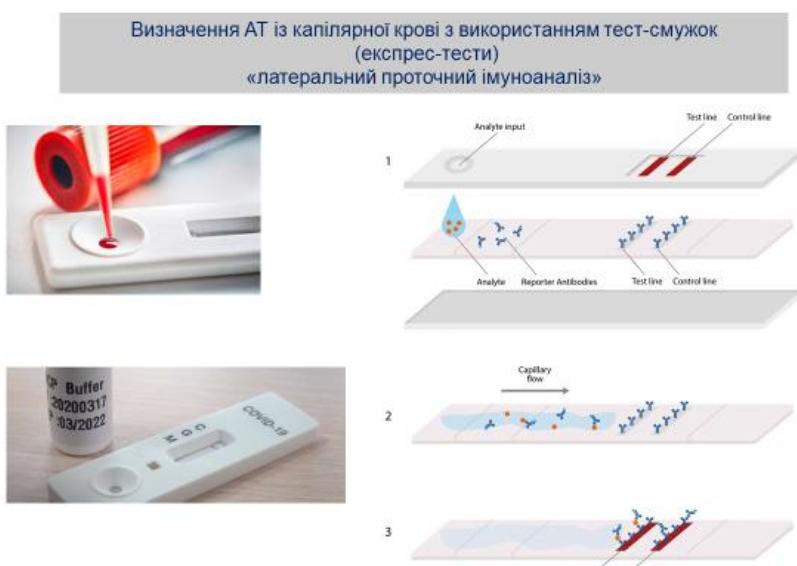 Визначення АТ із капілярної крові з використанням тест-смужок
(експрес-тести)
«латеральний проточний імуноаналіз»
1
Analyte input
Test line
Control line
Analyte
Reporter Antibodies
Test line
Control line
2
Capillary
flow
3
CP Buffer
20200317
P :03/2022
M G C
COVID-19